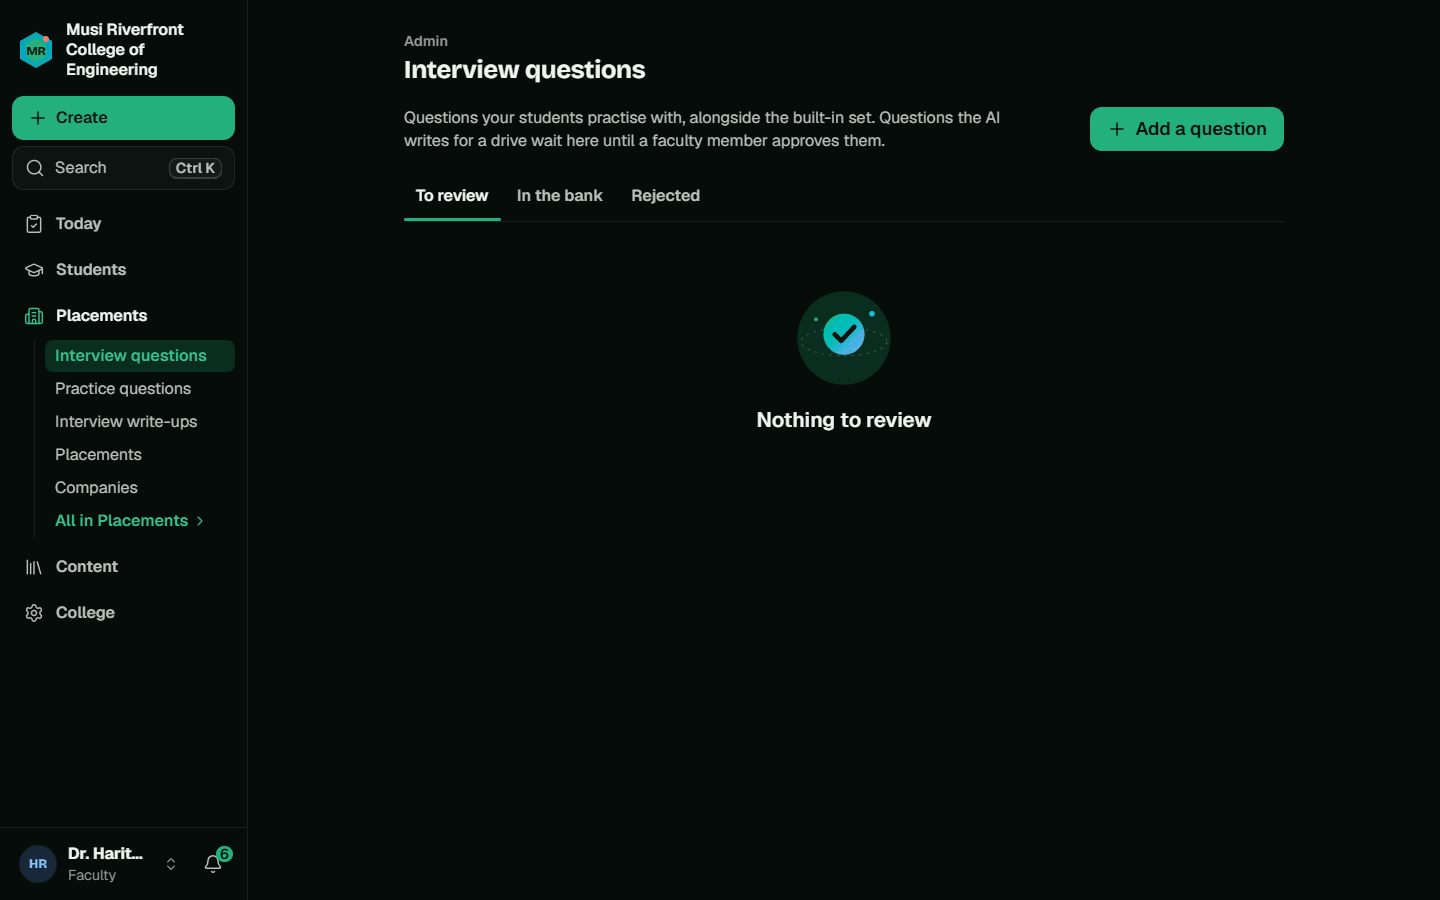 MR
Musi Riverfront
College of
Engineering
Create
Search
Ctrl K
Today
Students
Placements
Interview questions
Practice questions
Interview write-ups
Placements
Companies
All in Placements
Content
College
HR
Dr. Harit...
Faculty
6
Admin
Interview questions
Questions your students practise with, alongside the built-in set. Questions the AI
writes for a drive wait here until a faculty member approves them.
Add a question
To review
In the bank
Rejected
Nothing to review